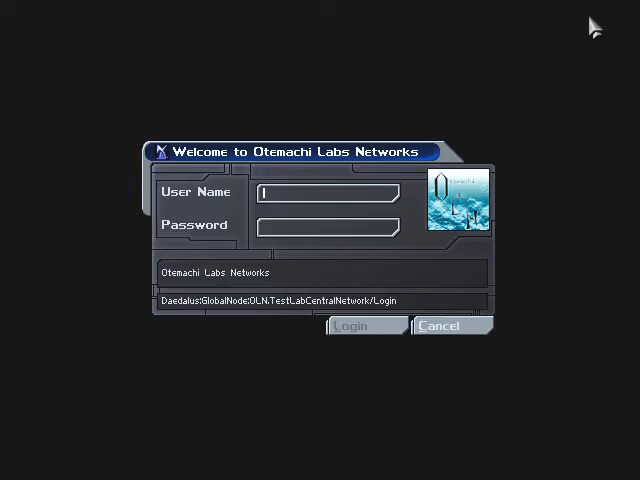 Welcome to Otemachi Labs Networks
User Name
Password
Otemachi Labs Networks
Daedalus:GlobalNode:OLN.TestLabCentralNetwork/Login
Login
Cancel